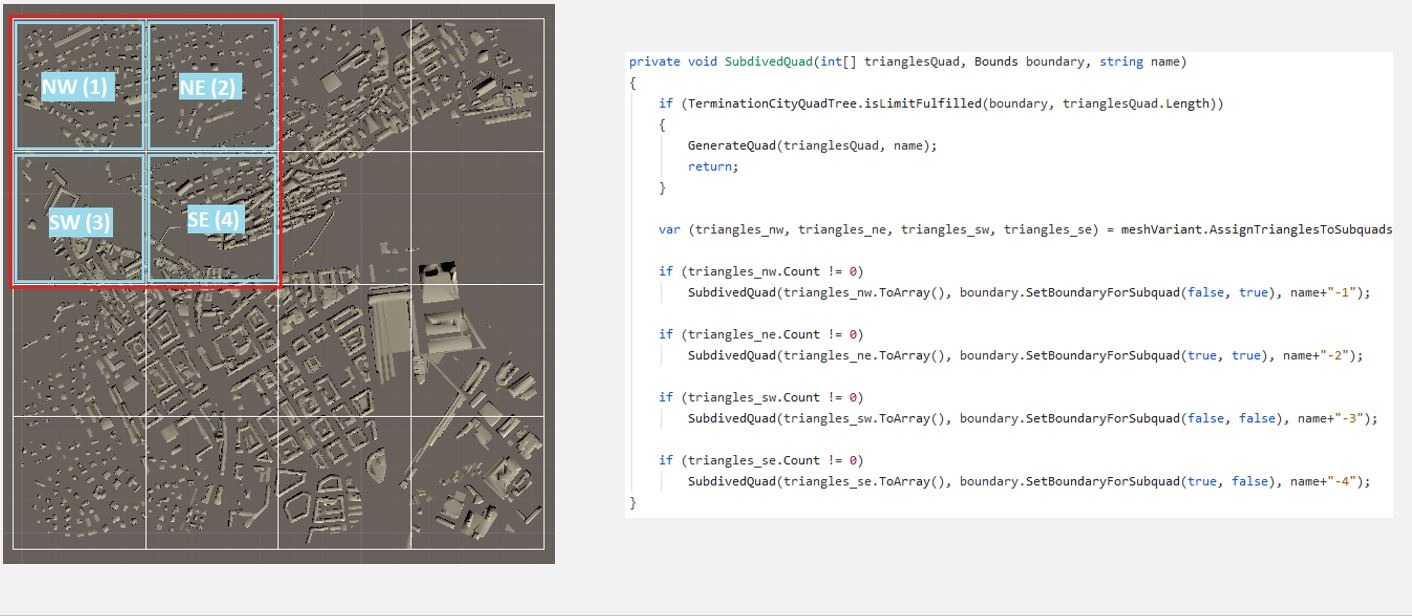 NW (1)
NE (2)
SW (3)
SE (4)
private void SubdivedQuad(int[] trianglesQuad, Bounds boundary, string name)
{
if (TerminationCityQuadTree.isLimitFulfilled(boundary, trianglesQuad.Length))
{
GenerateQuad(trianglesQuad, name);
return;
}
var (triangles_nw, triangles_ne, triangles_sw, triangles_se) = meshVariant.AssignTrianglesToSubquads
if (triangles_nw.Count != 0)
SubdivedQuad(triangles_nw.ToArray(), boundary.SetBoundaryForSubquad(false, true), name+"-1");
if (triangles_ne.Count != 0)
SubdivedQuad(triangles_ne.ToArray(), boundary.SetBoundaryForSubquad(true, true), name+"-2");
if (triangles_sw.Count != 0)
SubdivedQuad(triangles_sw.ToArray(), boundary.SetBoundaryForSubquad(false, false), name+"-3");
if (triangles_se.Count != 0)
SubdivedQuad(triangles_se.ToArray(), boundary.SetBoundaryForSubquad(true, false), name+"-4");
}